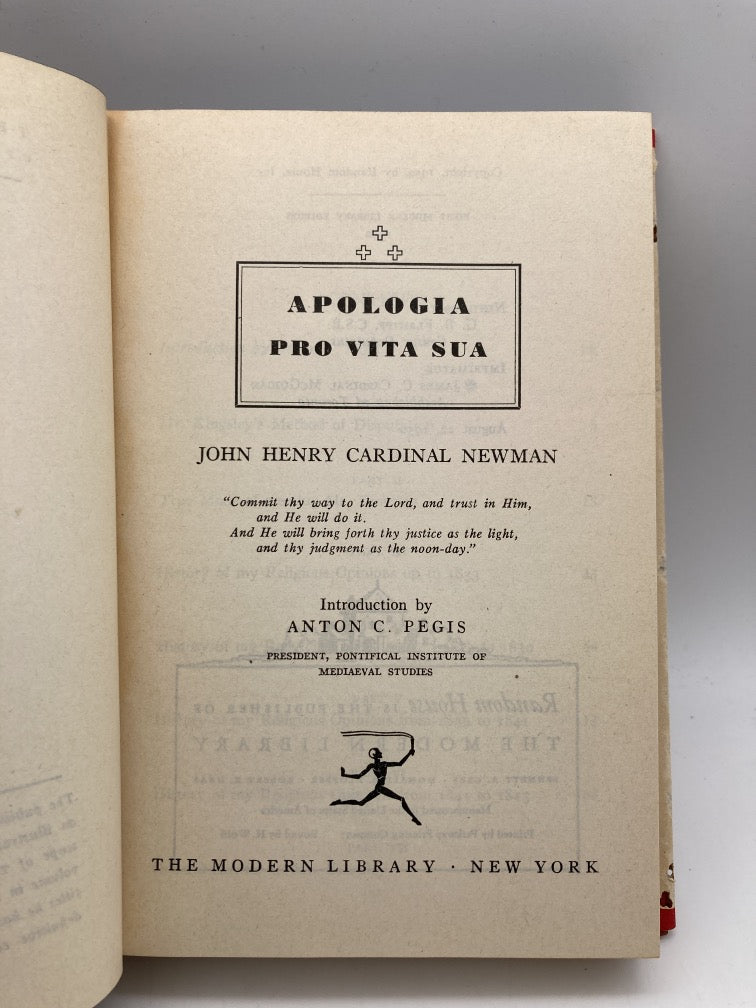 APOLOGIA
PRO VITA SUA
JOHN HENRY CARDINAL NEWMAN
"Commit thy way to the Lord, and trust in Him,
and He will do it.
And He will bring forth thy justice as the light,
and thy judgment as the noon-day."
Introduction by
ANTON C. PEGIS
PRESIDENT, PONTIFICAL INSTITUTE OF
MEDIAEVAL STUDIES
THE MODERN LIBRARY · NEW YORK